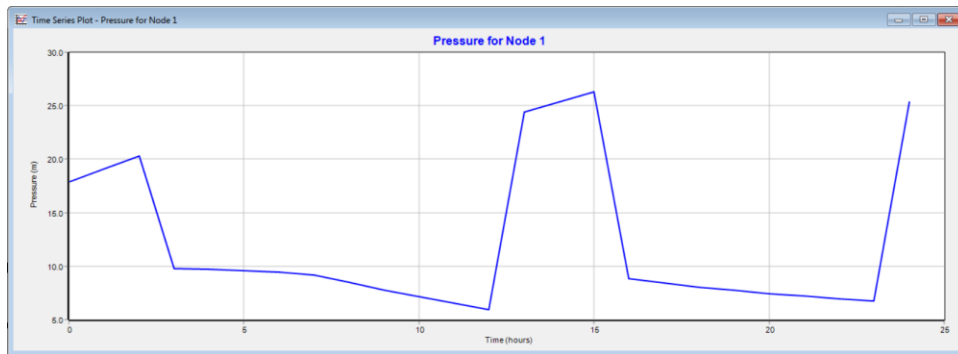 Time Series Plot - Pressure for Node 1
Pressure for Node 1
30.0
25.0
20.0
15.0
10.0
5.0
Pressure (m)
0 5 10 15 20 25
Time (hours)